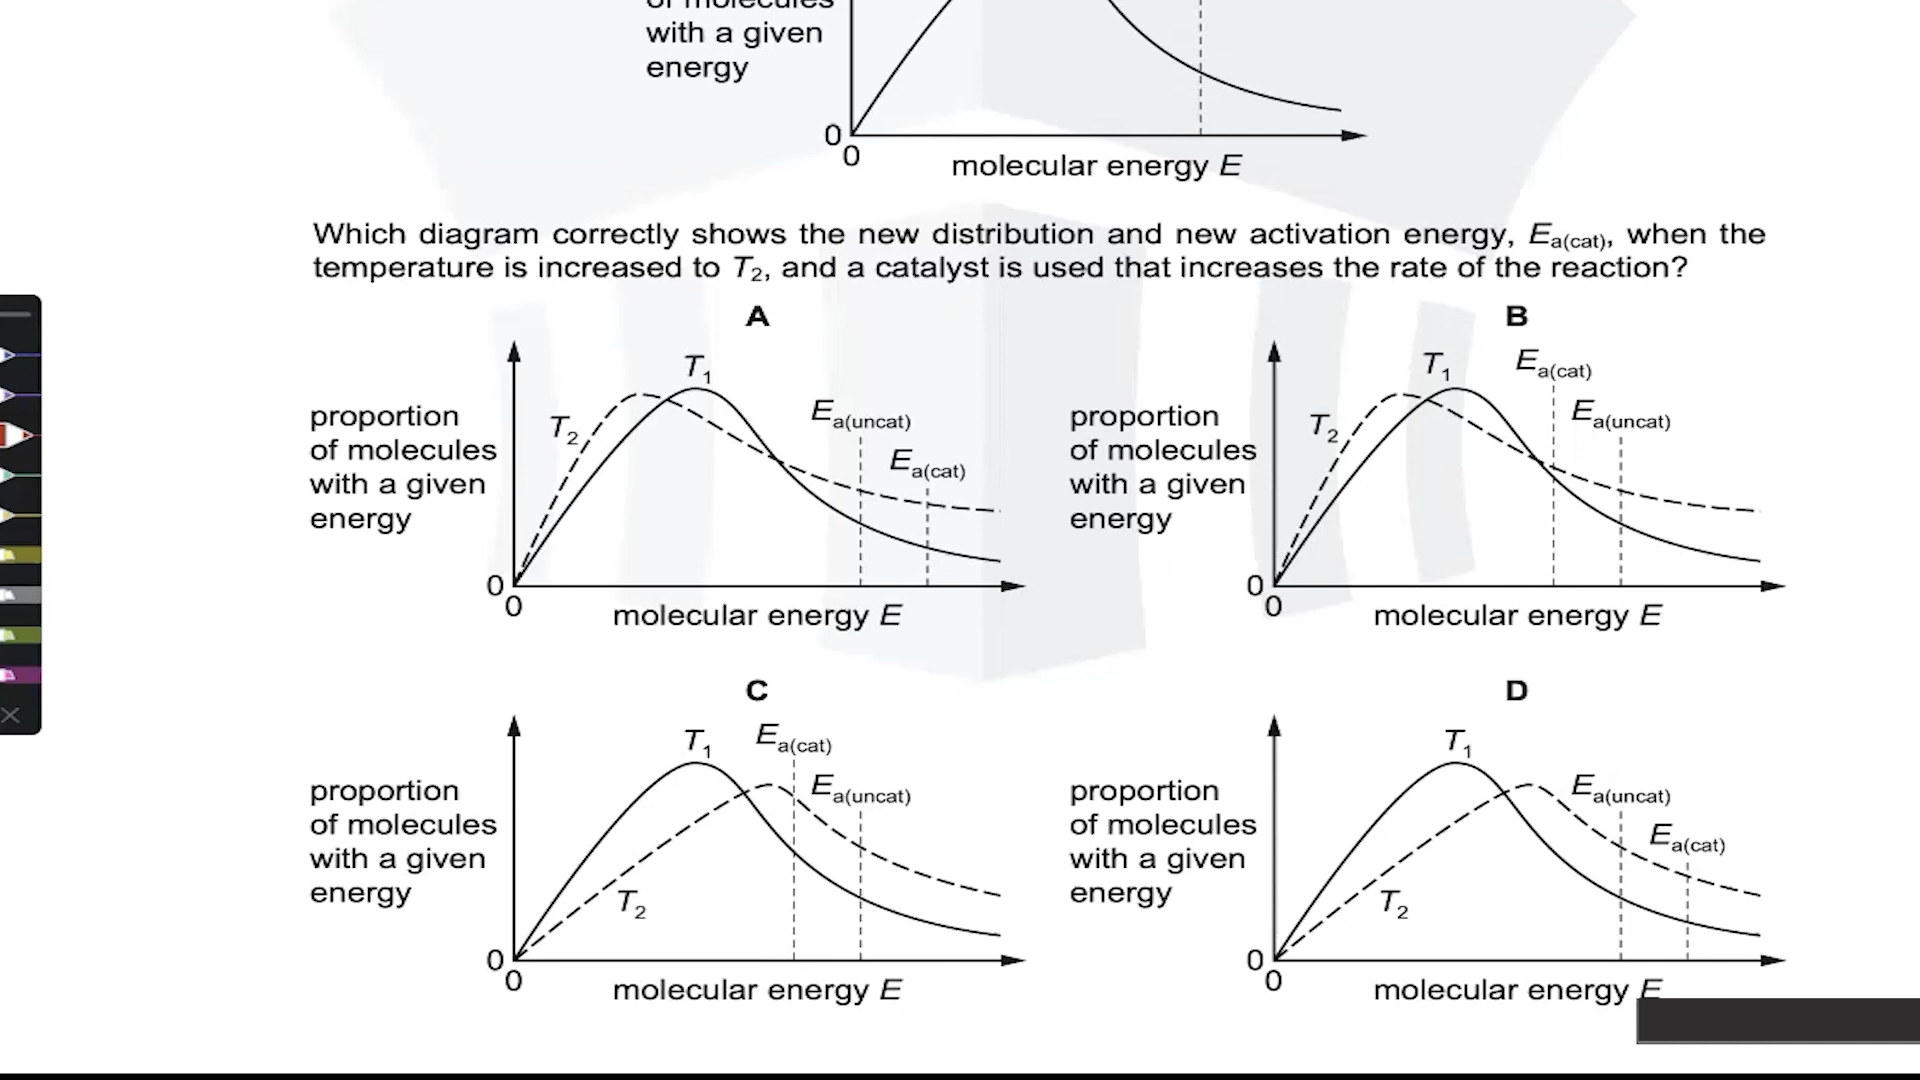 of molecules
with a given
energy
0
0
molecular energy E
Which diagram correctly shows the new distribution and new activation energy, Ea(cat), when the
temperature is increased to T2, and a catalyst is used that increases the rate of the reaction?
A
proportion
of molecules
with a given
energy
T1
T2
Ea(uncat)
Ea(cat)
0
0
molecular energy E
B
proportion
of molecules
with a given
energy
T1
T2
Ea(cat)
Ea(uncat)
0
0
molecular energy E
C
proportion
of molecules
with a given
energy
T1
T2
Ea(cat)
Ea(uncat)
0
0
molecular energy E
D
proportion
of molecules
with a given
energy
T1
T2
Ea(uncat)
Ea(cat)
0
0
molecular energy E